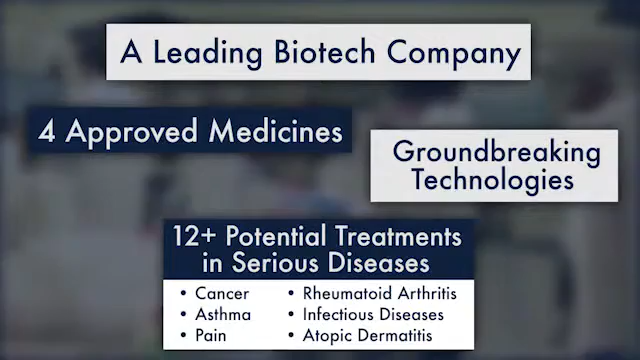 A Leading Biotech Company
4 Approved Medicines
Groundbreaking
Technologies
12+ Potential Treatments
in Serious Diseases
• Cancer
• Asthma
• Pain
• Rheumatoid Arthritis
• Infectious Diseases
• Atopic Dermatitis